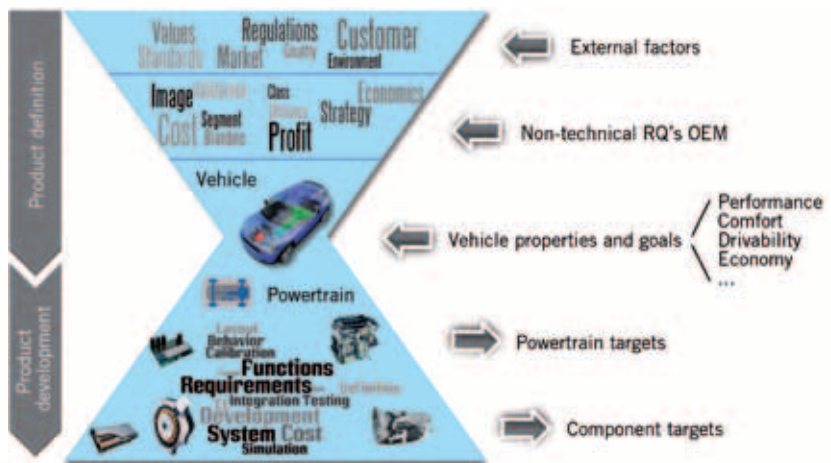 Product definition
Product
development
Values
Regulations
Customer
Standards
Market
Country
Environment
External factors
Image
Class
Economics
Cost
Segment
Strategy
Profit
Non-technical RQ's OEM
Vehicle
Vehicle properties and goals
Performance
Comfort
Drivability
Economy
...
Powertrain
Layout
Behavior
Calibration
Functions
Requirements
Integration Testing
Development
System Cost
Simulation
Powertrain targets
Component targets